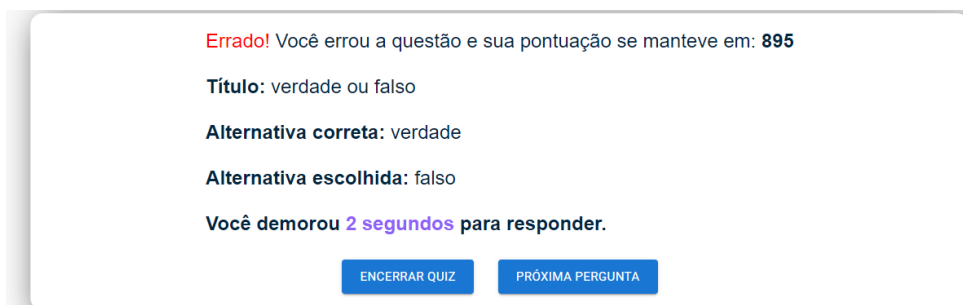 Errado! Você errou a questão e sua pontuação se manteve em: 895
Título: verdade ou falso
Alternativa correta: verdade
Alternativa escolhida: falso
Você demorou 2 segundos para responder.
ENCERRAR QUIZ
PRÓXIMA PERGUNTA